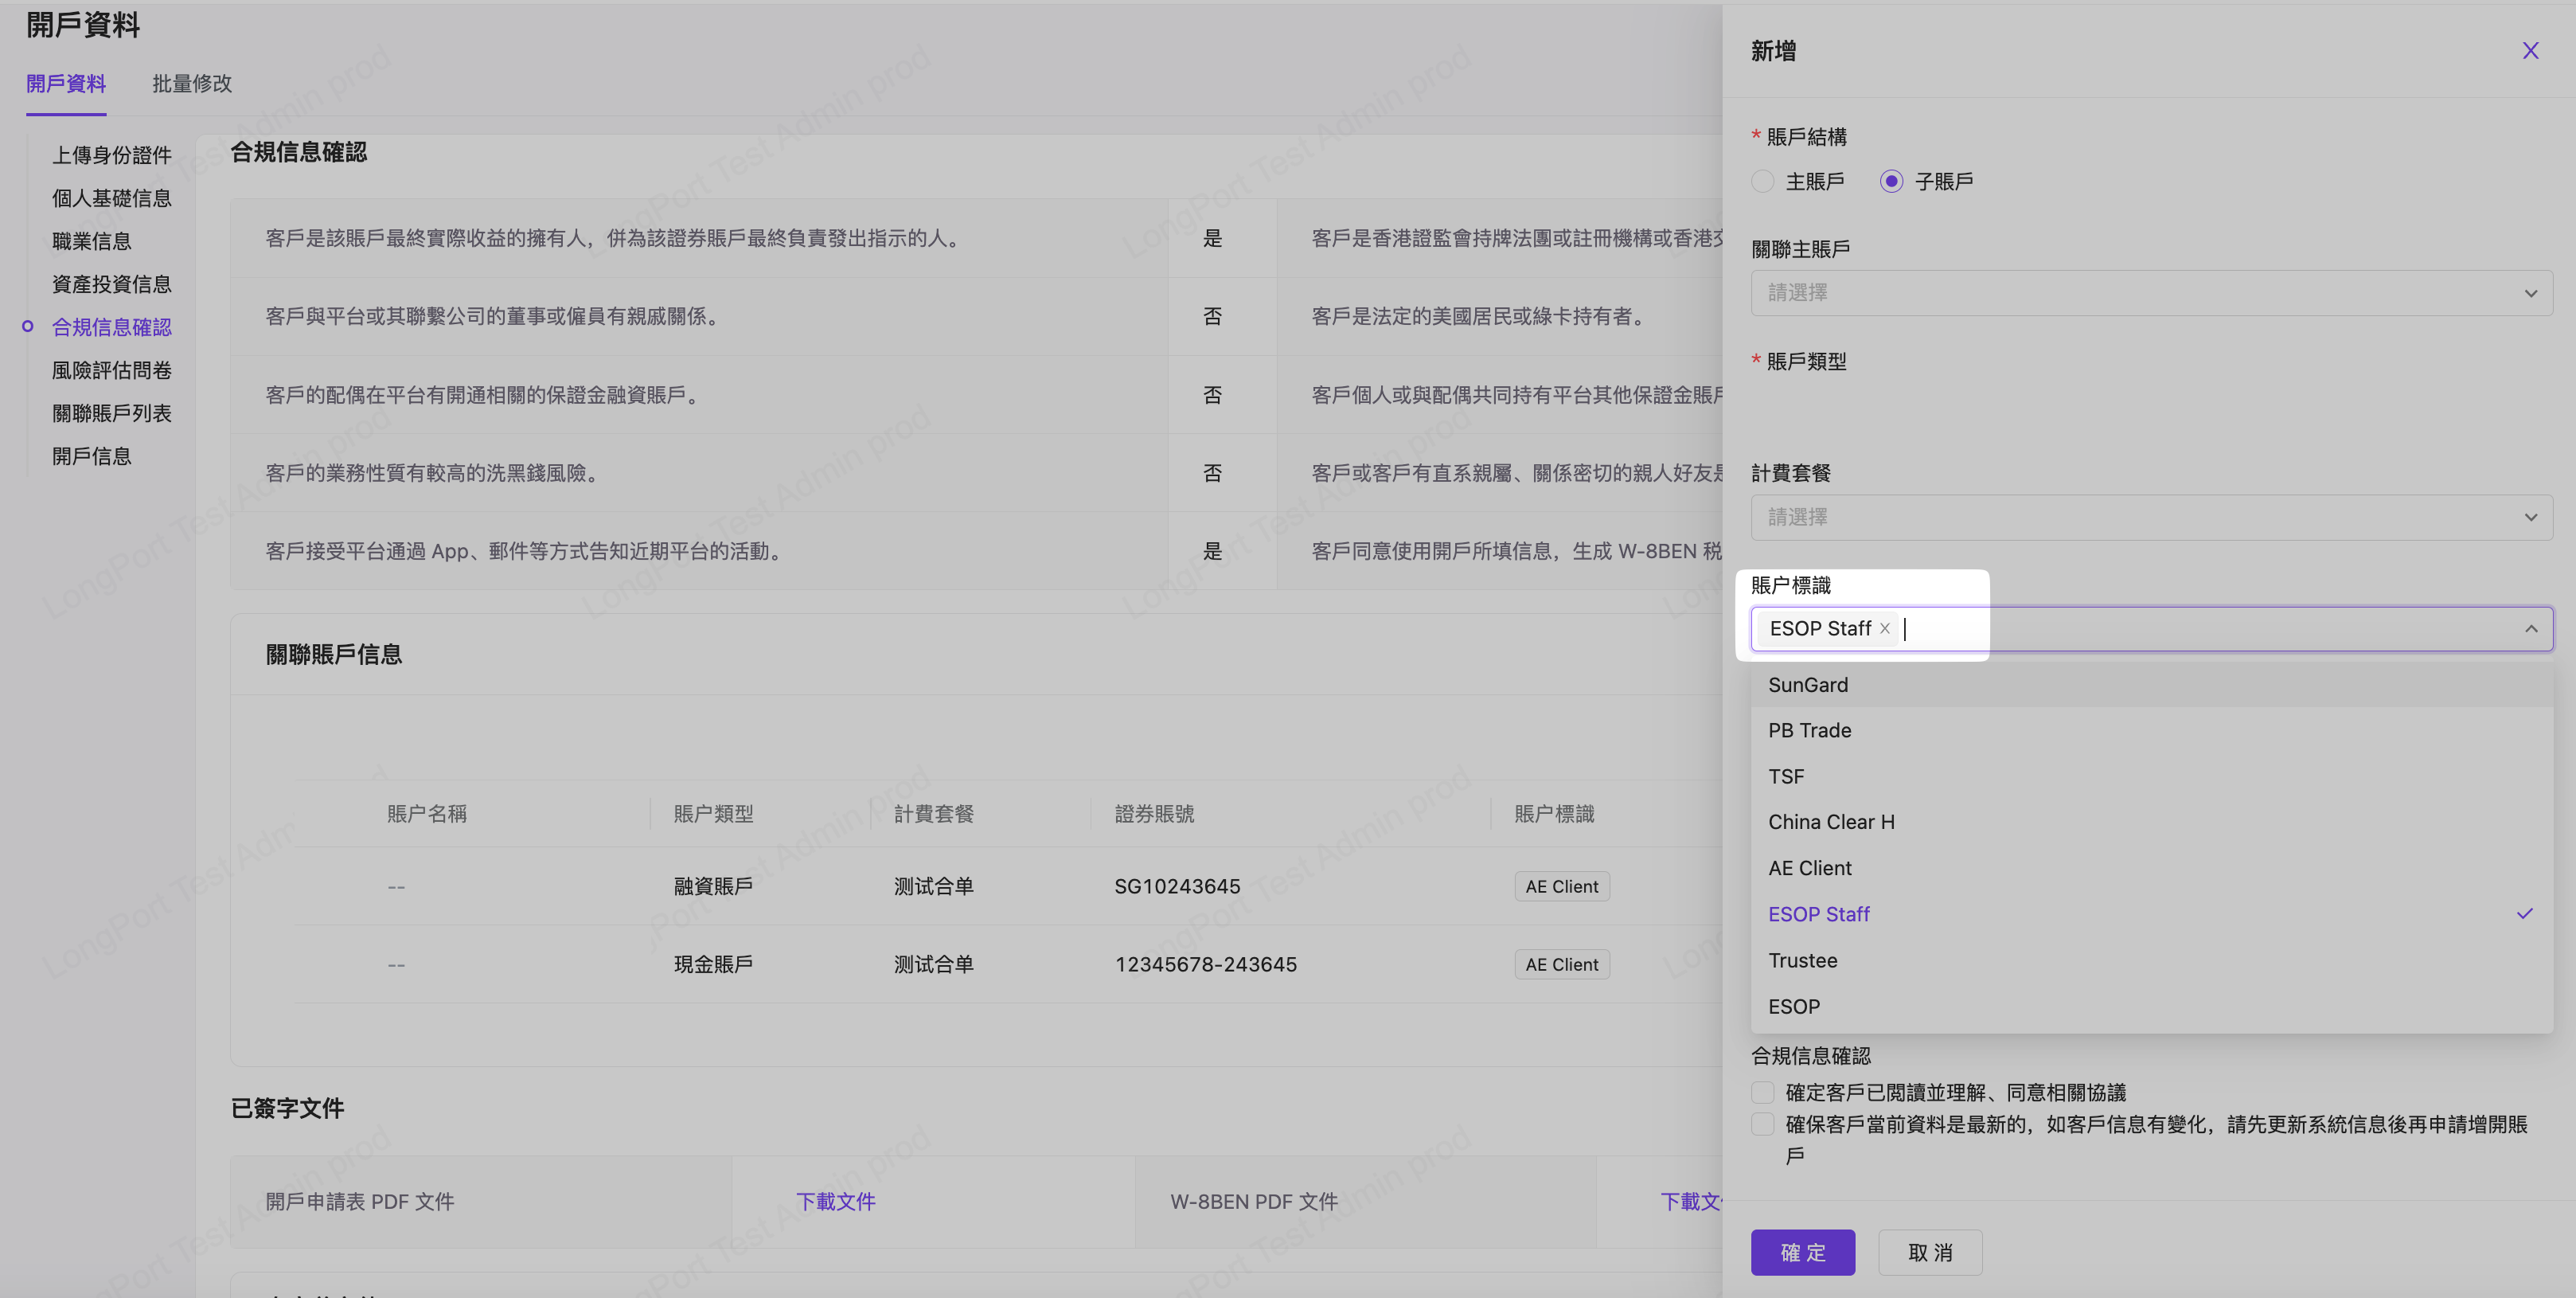 開戶資料
開戶資料
批量修改
上傳身份證件
個人基礎信息
職業信息
資產投資信息
合規信息確認
風險評估問卷
關聯賬戶列表
開戶信息
合規信息確認
客戶是該賬戶最終實際收益的擁有人，併為該證券賬戶最終負責發出指示的人。 是 客戶是香港證監會持牌法團或註冊機構或香港交
客戶與平台或其聯繫公司的董事或僱員有親戚關係。 否 客戶是法定的美國居民或綠卡持有者。
客戶的配偶在平台有開通相關的保證金融資賬戶。 否 客戶個人或與配偶共同持有平台其他保證金賬戶
客戶的業務性質有較高的洗黑錢風險。 否 客戶或客戶有直系親屬、關係密切的親人好友是
客戶接受平台通過 App、郵件等方式告知近期平台的活動。 是 客戶同意使用開戶所填信息，生成 W-8BEN 税
關聯賬戶信息
賬户名稱 賬户類型 計費套餐 證券賬號 賬户標識
-- 融資賬戶 测试合单 SG10243645 AE Client
-- 現金賬戶 测试合单 12345678-243645 AE Client
已簽字文件
開戶申請表 PDF 文件 下載文件 W-8BEN PDF 文件 下載文
新增
* 賬戶結構
主賬戶 子賬戶
關聯主賬戶
請選擇
* 賬戶類型
計費套餐
請選擇
賬户標識
ESOP Staff
SunGard
PB Trade
TSF
China Clear H
AE Client
ESOP Staff
Trustee
ESOP
合規信息確認
確定客戶已閱讀並理解、同意相關協議
確保客戶當前資料是最新的，如客戶信息有變化，請先更新系統信息後再申請增開賬
戶
確 定 取 消
LongPort Test Admin prod